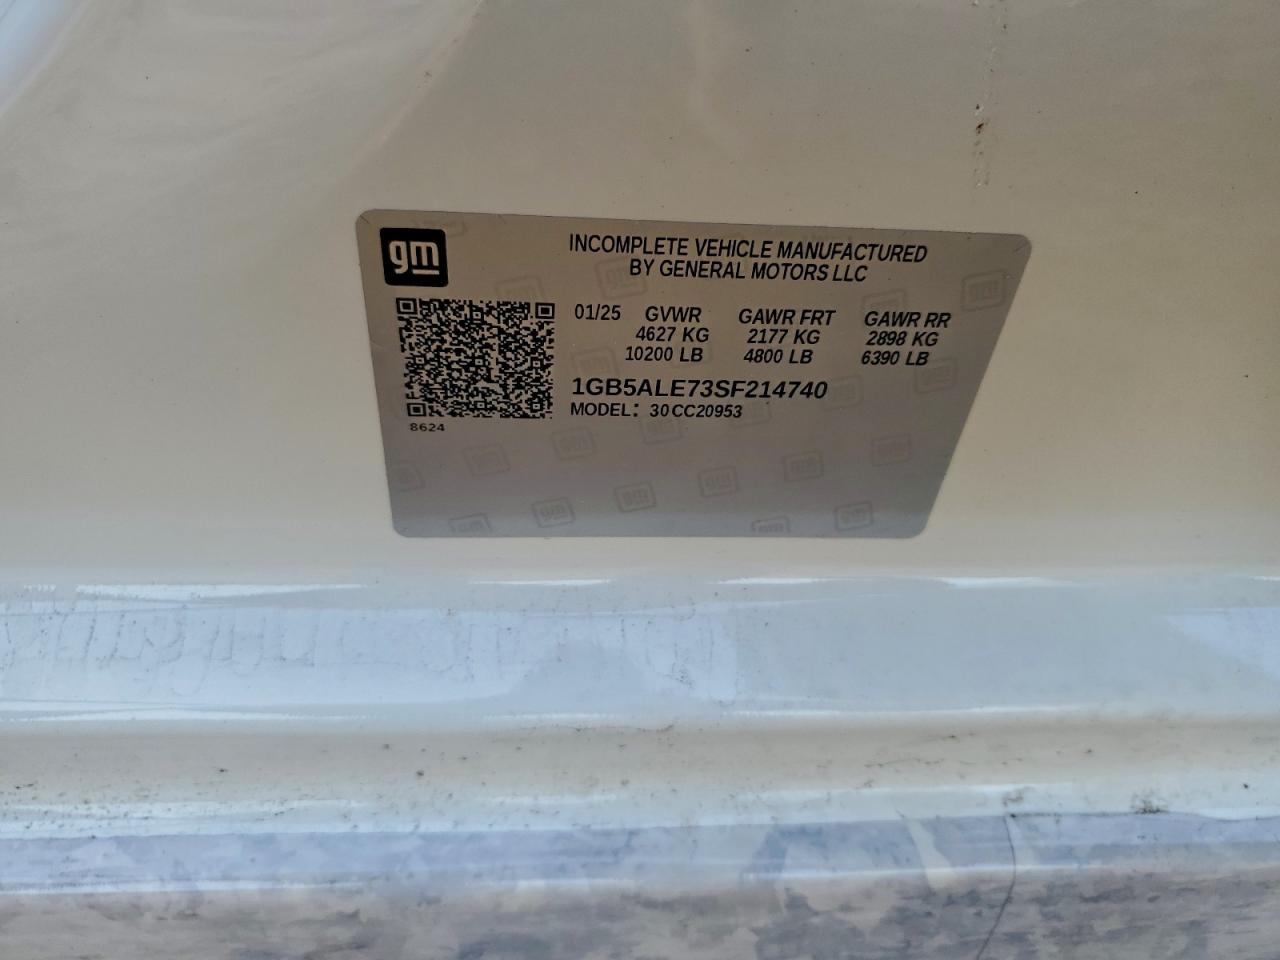 gm
INCOMPLETE VEHICLE MANUFACTURED
BY GENERAL MOTORS LLC
01/25 GVWR GAWR FRT GAWR RR
4627 KG 2177 KG 2898 KG
10200 LB 4800 LB 6390 LB
1GB5ALE73SF214740
MODEL: 30CC20953
8624